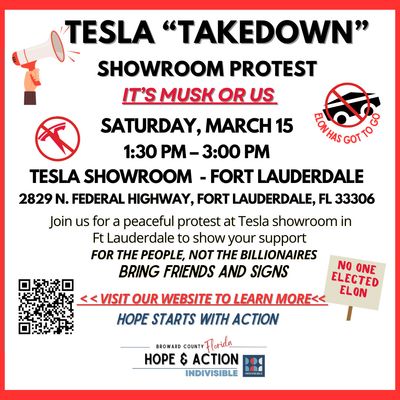 TESLA “TAKEDOWN”
SHOWROOM PROTEST
IT’S MUSK OR US
SATURDAY, MARCH 15
ELON HAS GOT TO GO
1:30 PM – 3:00 PM
TESLA SHOWROOM - FORT LAUDERDALE
2829 N. FEDERAL HIGHWAY, FORT LAUDERDALE, FL 33306
Join us for a peaceful protest at Tesla showroom in
Ft Lauderdale to show your support
FOR THE PEOPLE, NOT THE BILLIONAIRES
BRING FRIENDS AND SIGNS
NO ONE
ELECTED
ELON
<< VISIT OUR WEBSITE TO LEARN MORE<<
HOPE STARTS WITH ACTION
BROWARD COUNTY Florida
HOPE & ACTION
INDIVISIBLE